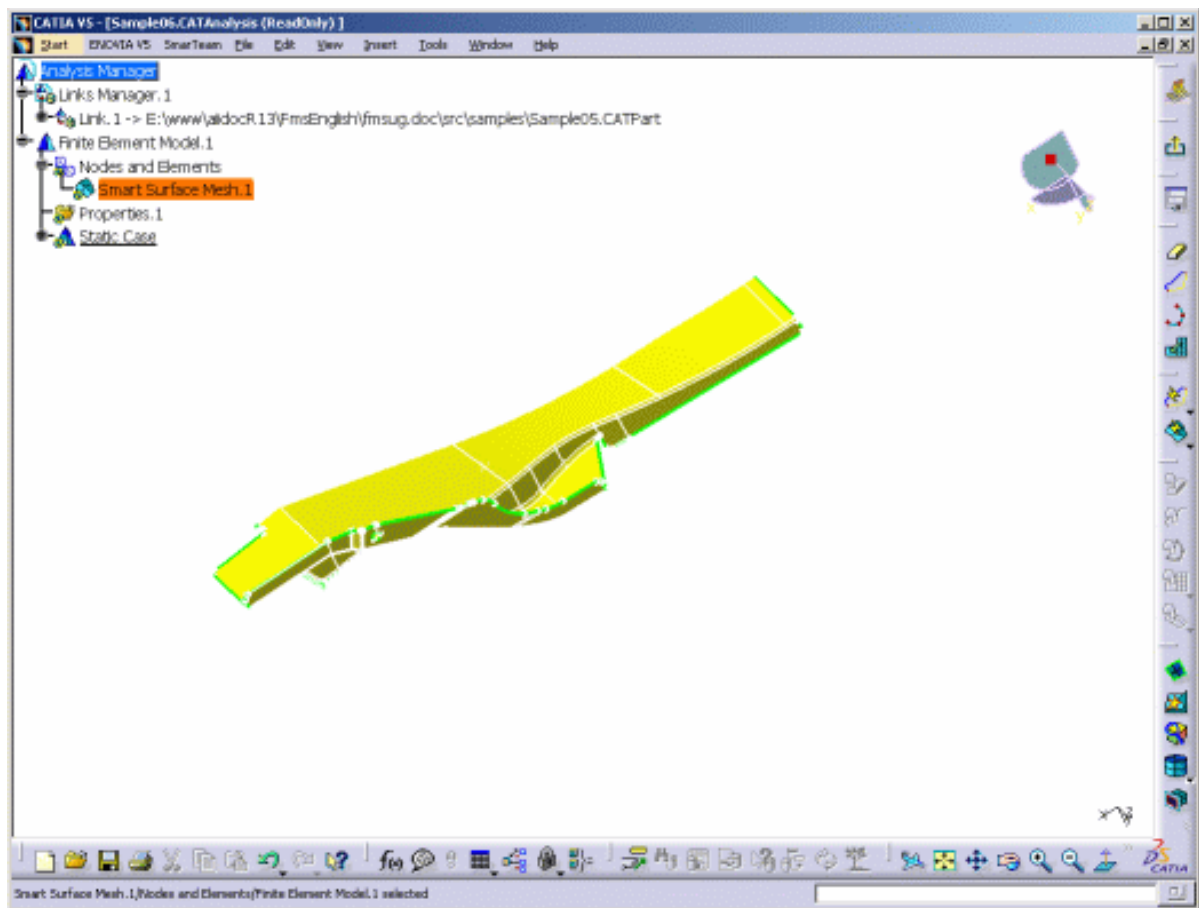 CATIA V5 - [Sample06.CATAnalysis (ReadOnly) ]
Start ENOVIA V5 SmarTeam File Edit View Insert Tools Window Help
Analysis Manager
Links Manager.1
Link.1 -> E:\www\aidocR13\FmsEnglish\fmsug.doc\src\samples\Sample05.CATPart
Finite Element Model.1
Nodes and Elements
Smart Surface Mesh.1
Properties.1
Static Case
x y
f(x)
CATIA
Smart Surface Mesh.1/Nodes and Elements/Finite Element Model.1 selected